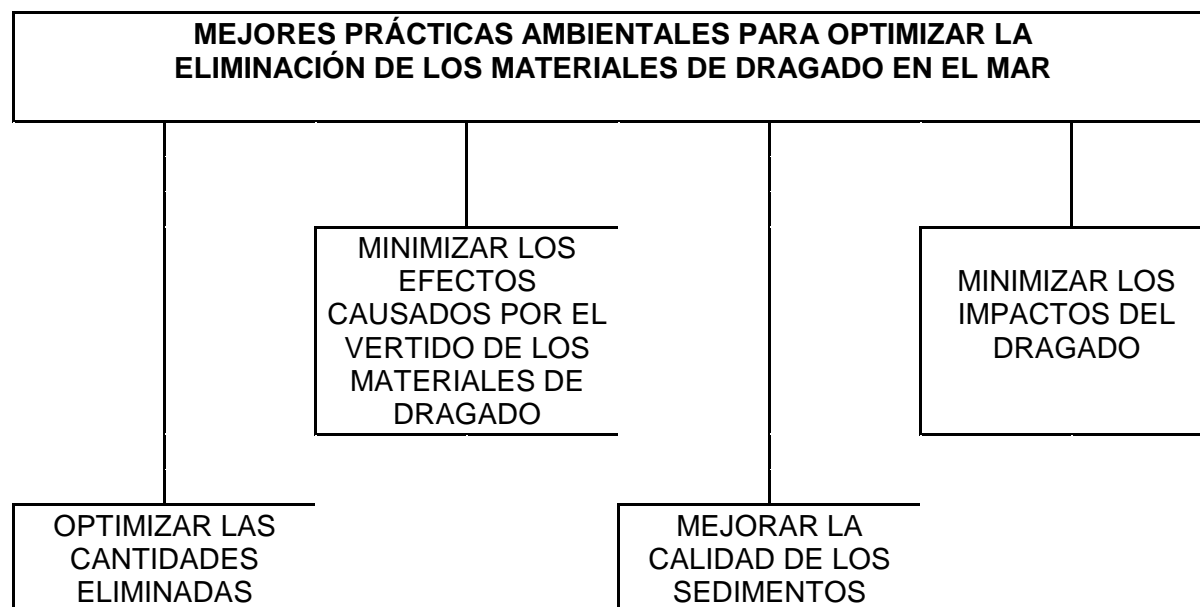 MEJORES PRÁCTICAS AMBIENTALES PARA OPTIMIZAR LA
ELIMINACIÓN DE LOS MATERIALES DE DRAGADO EN EL MAR
MINIMIZAR LOS
EFECTOS
CAUSADOS POR EL
VERTIDO DE LOS
MATERIALES DE
DRAGADO
MINIMIZAR LOS
IMPACTOS DEL
DRAGADO
OPTIMIZAR LAS
CANTIDADES
ELIMINADAS
MEJORAR LA
CALIDAD DE LOS
SEDIMENTOS